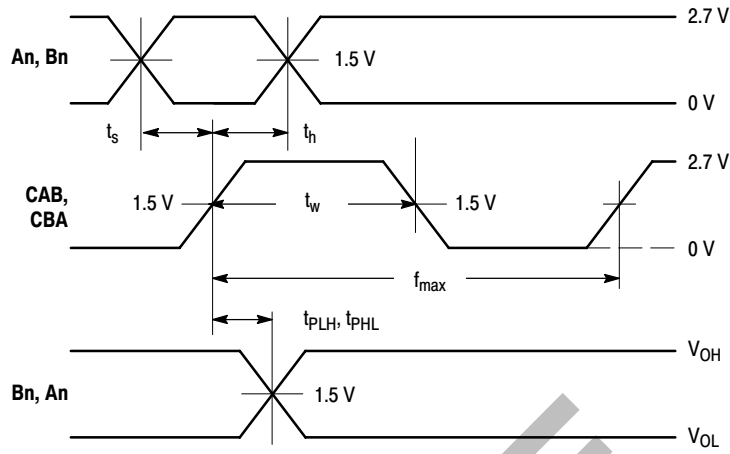 2.7 V
An, Bn
1.5 V
0 V
ts
th
2.7 V
CAB,
CBA
1.5 V
tw
1.5 V
0 V
fmax
tPLH, tPHL
VOH
Bn, An
1.5 V
VOL